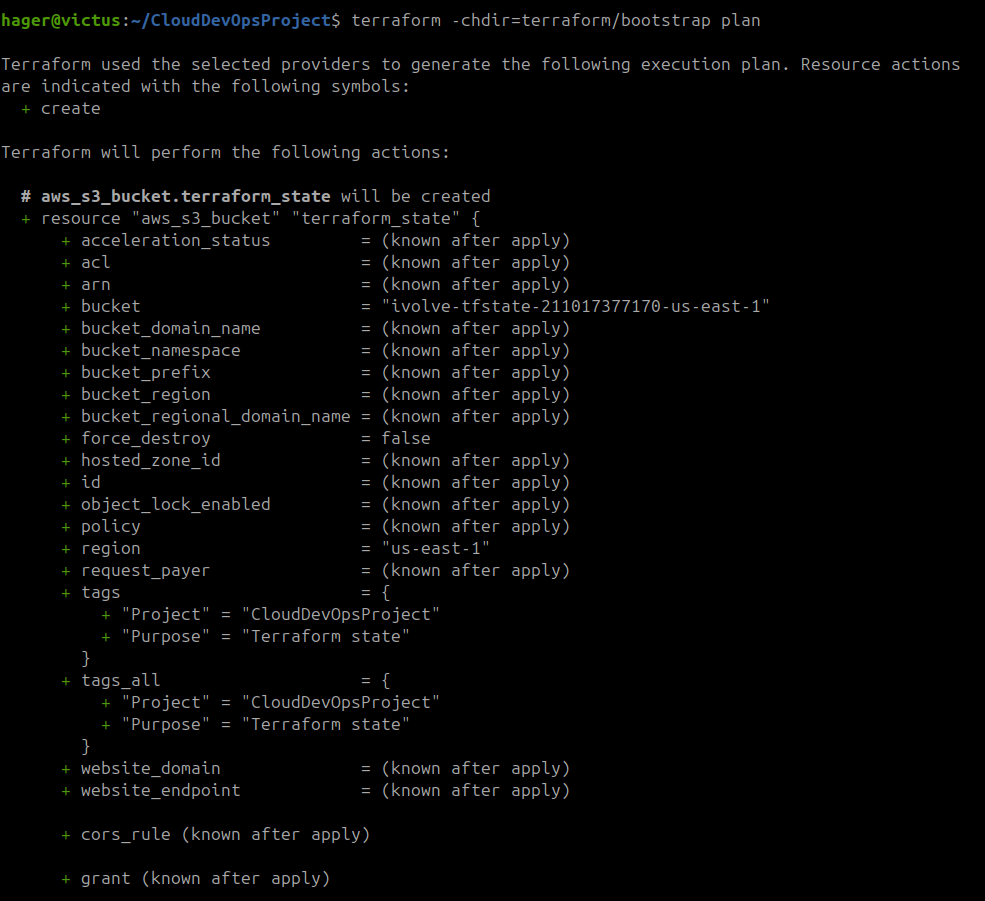 hager@victus:~/CloudDevOpsProject$ terraform -chdir=terraform/bootstrap plan

Terraform used the selected providers to generate the following execution plan. Resource actions
are indicated with the following symbols:
  + create

Terraform will perform the following actions:

  # aws_s3_bucket.terraform_state will be created
  + resource "aws_s3_bucket" "terraform_state" {
      + acceleration_status         = (known after apply)
      + acl                         = (known after apply)
      + arn                         = (known after apply)
      + bucket                      = "ivolve-tfstate-211017377170-us-east-1"
      + bucket_domain_name          = (known after apply)
      + bucket_namespace            = (known after apply)
      + bucket_prefix               = (known after apply)
      + bucket_region               = (known after apply)
      + bucket_regional_domain_name = (known after apply)
      + force_destroy               = false
      + hosted_zone_id              = (known after apply)
      + id                          = (known after apply)
      + object_lock_enabled         = (known after apply)
      + policy                      = (known after apply)
      + region                      = "us-east-1"
      + request_payer               = (known after apply)
      + tags                        = {
          + "Project" = "CloudDevOpsProject"
          + "Purpose" = "Terraform state"
        }
      + tags_all                    = {
          + "Project" = "CloudDevOpsProject"
          + "Purpose" = "Terraform state"
        }
      + website_domain              = (known after apply)
      + website_endpoint            = (known after apply)

      + cors_rule (known after apply)

      + grant (known after apply)